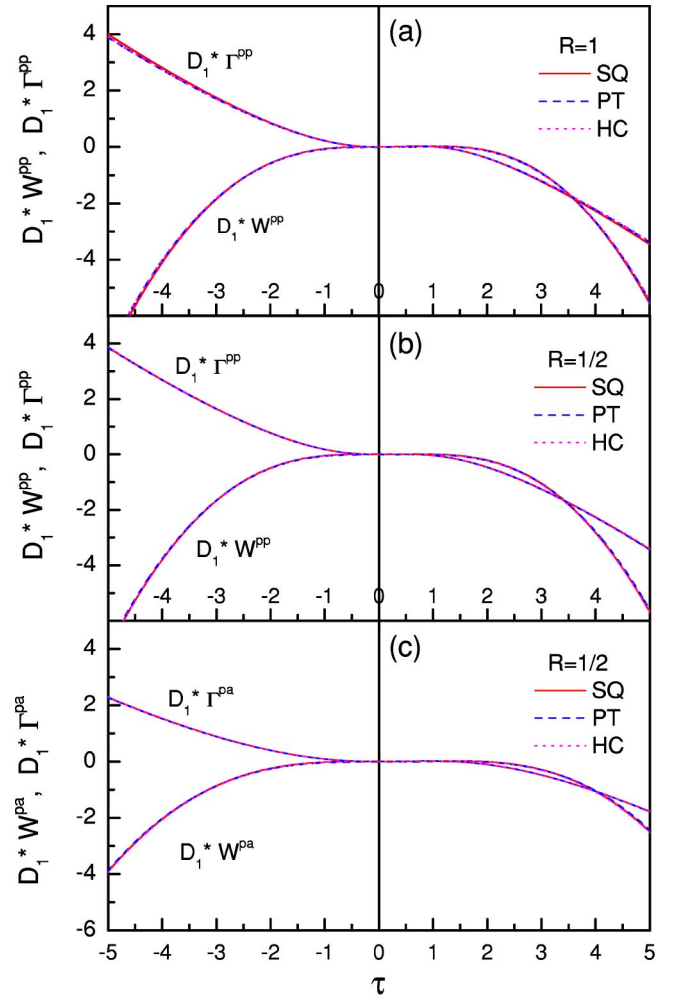 (a)
R=1
SQ
PT
HC
D₁* Γᵖᵖ
D₁* Wᵖᵖ
D₁* Wᵖᵖ, D₁* Γᵖᵖ
4
2
0
-2
-4
-4 -3 -2 -1 0 1 2 3 4
(b)
R=1/2
SQ
PT
HC
D₁* Γᵖᵖ
D₁* Wᵖᵖ
D₁* Wᵖᵖ, D₁* Γᵖᵖ
4
2
0
-2
-4
-4 -3 -2 -1 0 1 2 3 4
(c)
R=1/2
SQ
PT
HC
D₁* Γᵖᵃ
D₁* Wᵖᵃ
D₁* Wᵖᵃ, D₁* Γᵖᵃ
4
2
0
-2
-4
-6
-5 -4 -3 -2 -1 0 1 2 3 4 5
τ